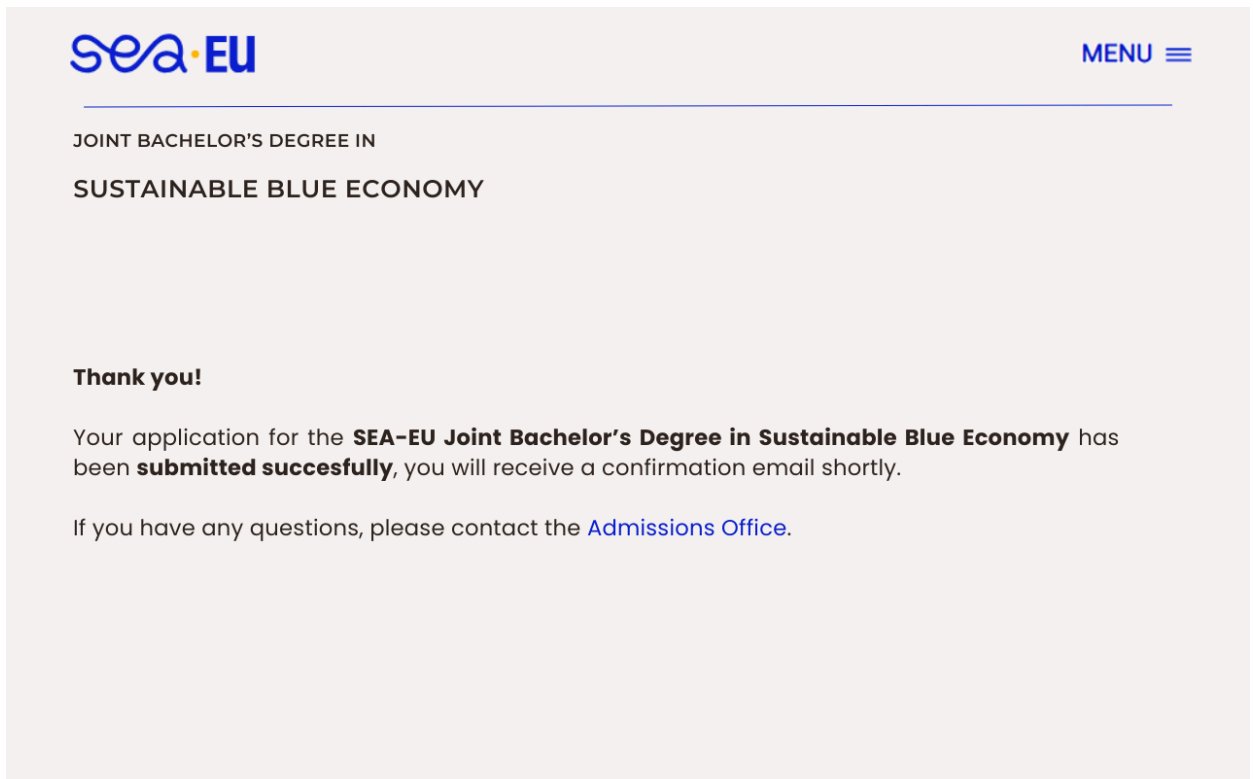 sea·EU
MENU
JOINT BACHELOR’S DEGREE IN
SUSTAINABLE BLUE ECONOMY
Thank you!
Your application for the SEA-EU Joint Bachelor’s Degree in Sustainable Blue Economy has
been submitted succesfully, you will receive a confirmation email shortly.
If you have any questions, please contact the Admissions Office.